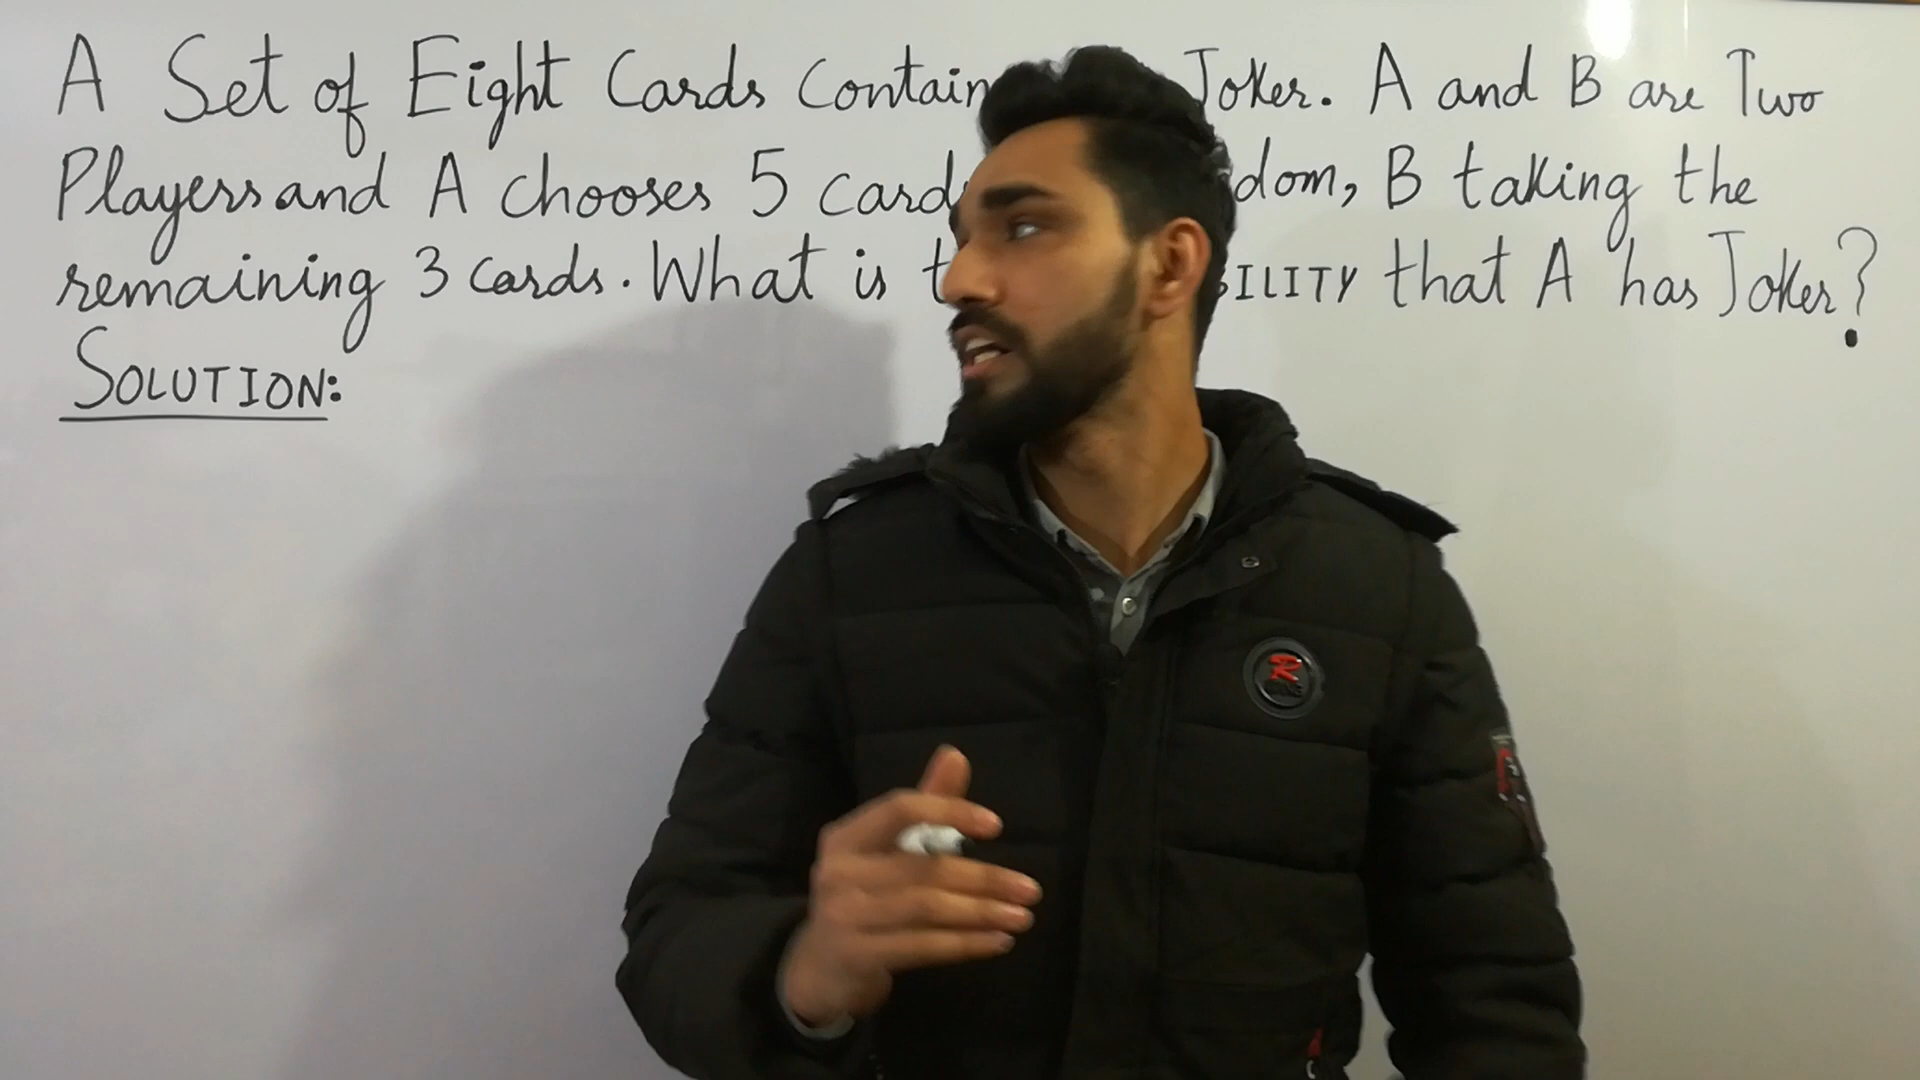 A Set of Eight Cards Contain Joker. A and B are Two
Players and A chooses 5 card dom, B taking the
remaining 3 cards. What is t BILITY that A has Joker?
SOLUTION:
R